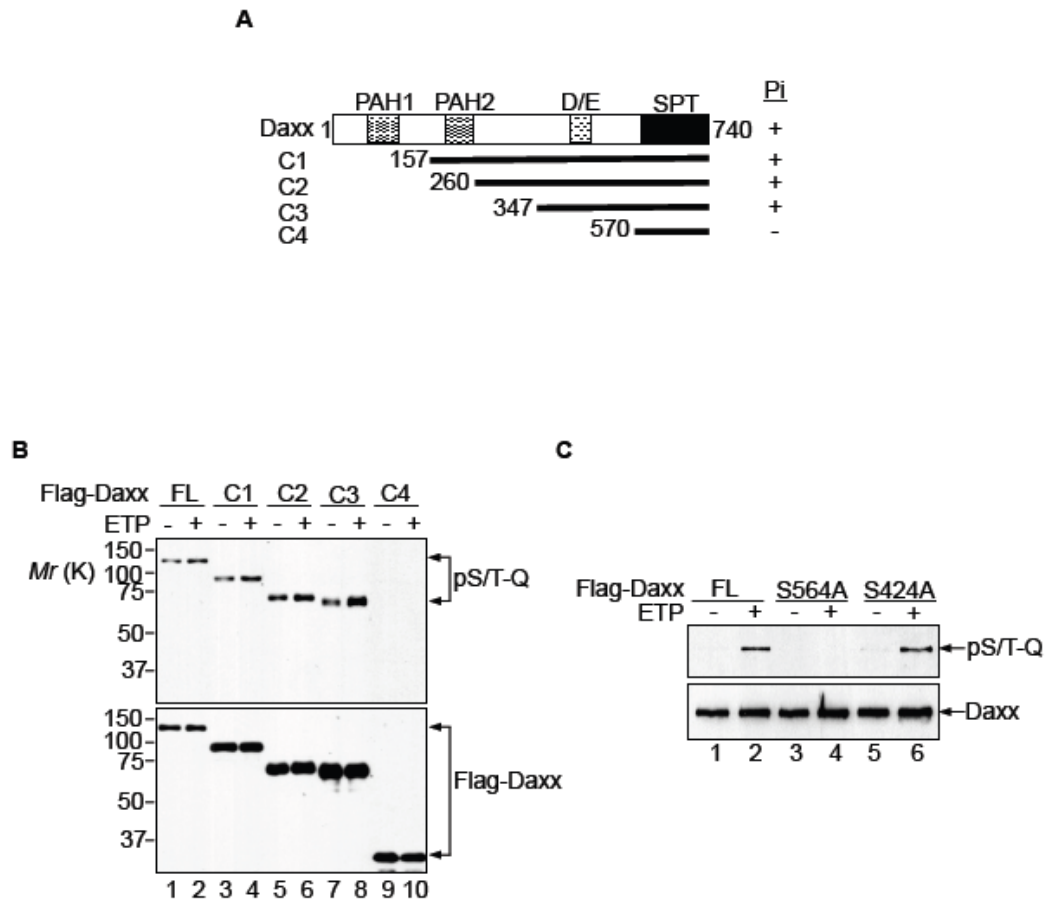 A
Pi
PAH1 PAH2 D/E SPT
Daxx 1 740 +
C1 157 +
C2 260 +
C3 347 +
C4 570 -
B
Flag-Daxx FL C1 C2 C3 C4
ETP - + - + - + - + - +
Mr (K)
150
100
75
50
37
pS/T-Q
150
100
75
50
37
Flag-Daxx
1 2 3 4 5 6 7 8 9 10
C
Flag-Daxx FL S564A S424A
ETP - + - + - +
pS/T-Q
Daxx
1 2 3 4 5 6